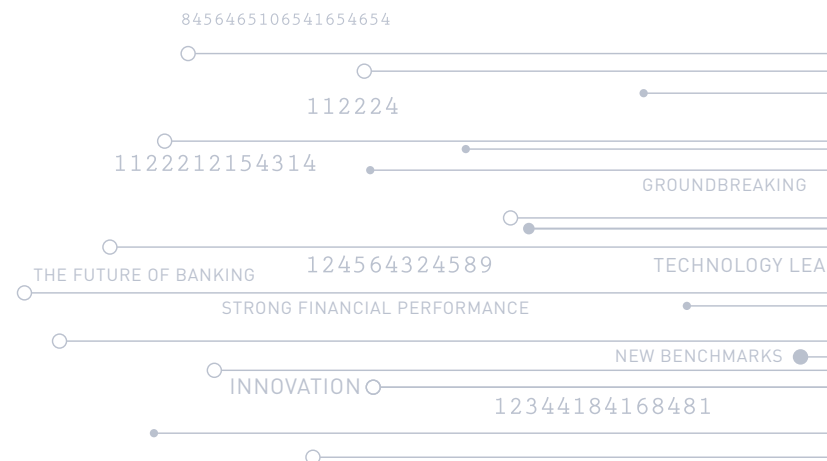 8456465106541654654
112224
1122212154314
GROUNDBREAKING
124564324589
TECHNOLOGY LEA
THE FUTURE OF BANKING
STRONG FINANCIAL PERFORMANCE
NEW BENCHMARKS
INNOVATION
12344184168481